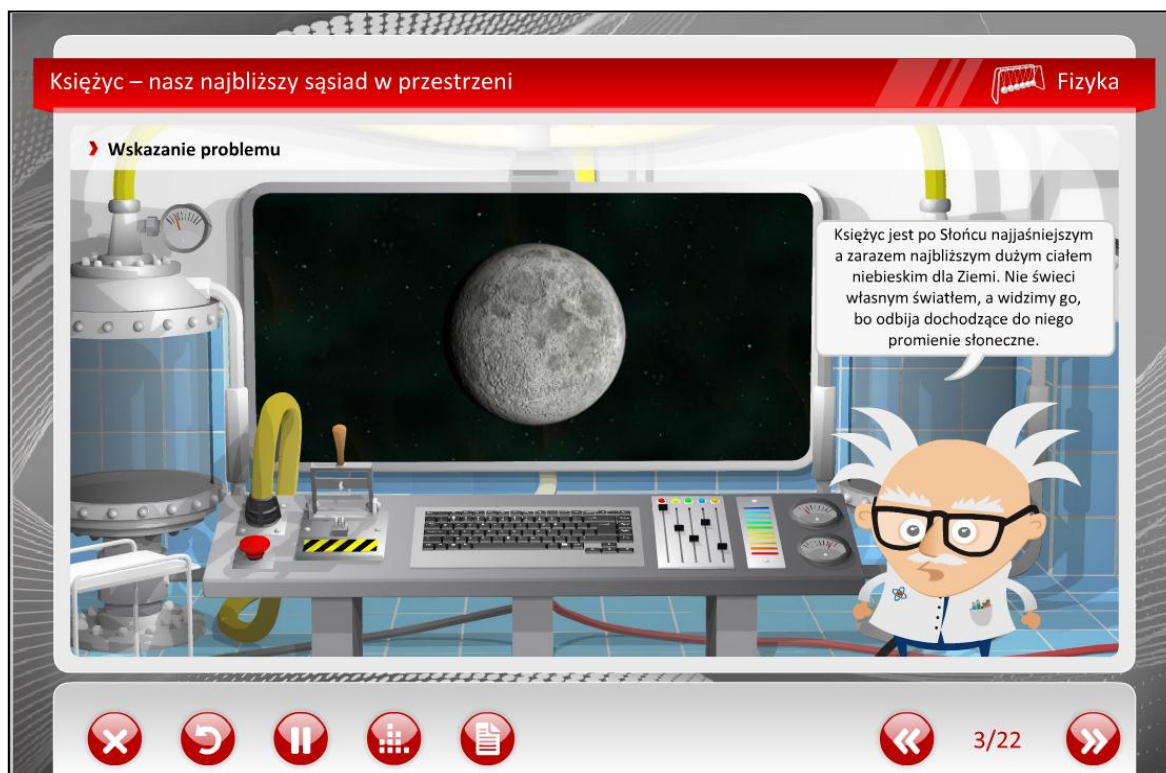 Księżyc – nasz najbliższy sąsiad w przestrzeni
Fizyka
Wskazanie problemu
Księżyc jest po Słońcu najjaśniejszym
a zarazem najbliższym dużym ciałem
niebieskim dla Ziemi. Nie świeci
własnym światłem, a widzimy go,
bo odbija dochodzące do niego
promienie słoneczne.
3/22